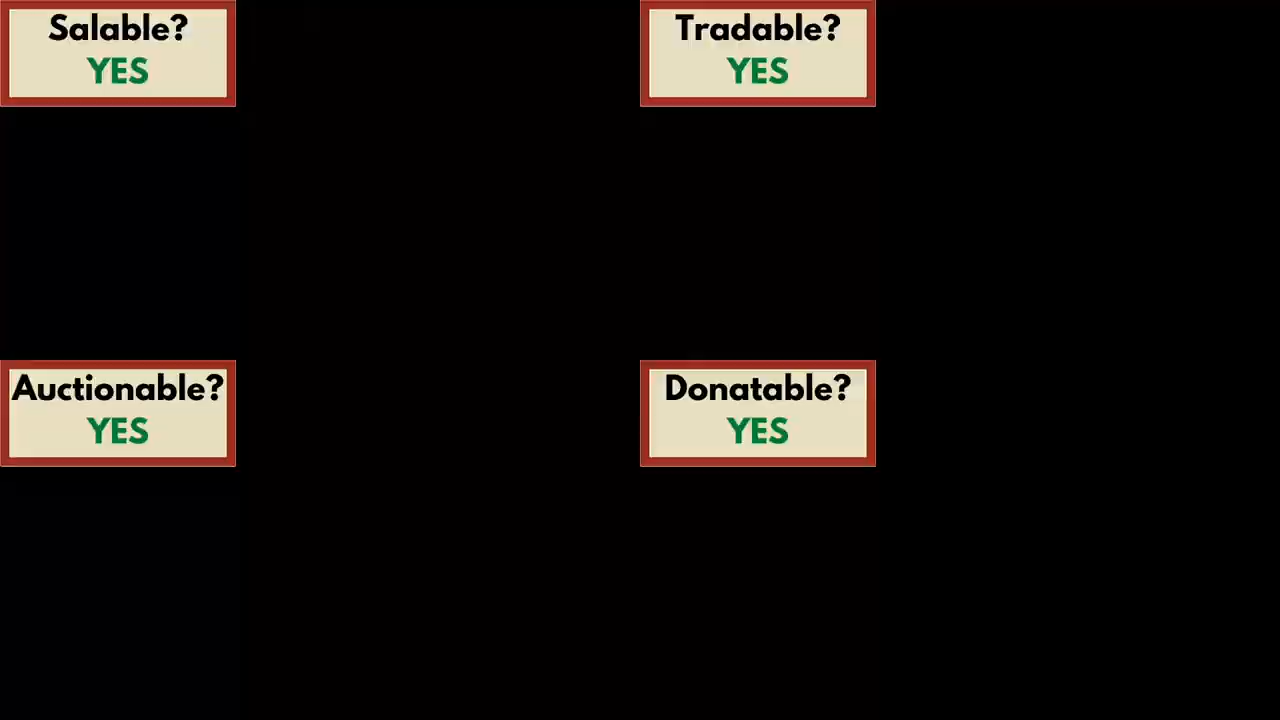 Salable?
YES
Tradable?
YES
Auctionable?
YES
Donatable?
YES